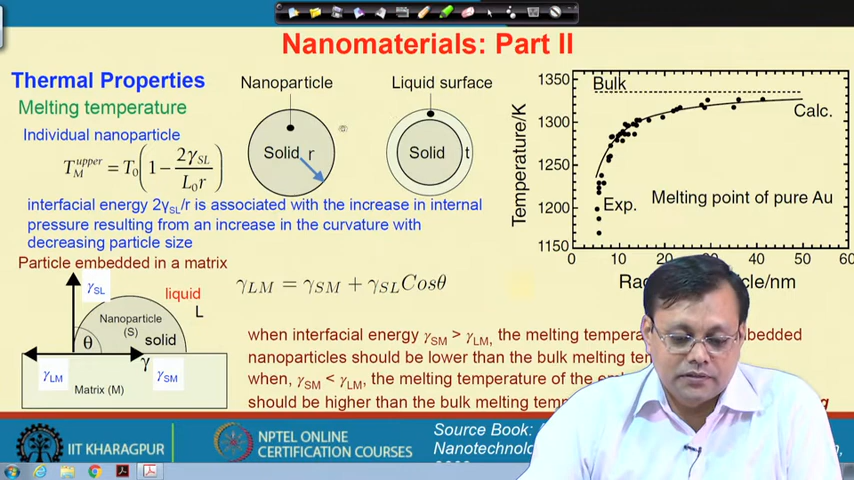 Nanomaterials: Part II
Thermal Properties
Melting temperature
Individual nanoparticle
T_M^{upper} = T_0 (1 − 2γ_SL / L_0 r)
Nanoparticle
Solid r
Liquid surface
Solid t
interfacial energy 2γ_SL/r is associated with the increase in internal
pressure resulting from an increase in the curvature with
decreasing particle size
1350
1300
1250
1200
1150
Temperature/K
Bulk
Calc.
Exp.
Melting point of pure Au
0 10 20 30 40 50 60
cle/nm
Particle embedded in a matrix
γ_SL
liquid
L
Nanoparticle
(S)
solid
θ
γ
γ_LM
γ_SM
Matrix (M)
γ_LM = γ_SM + γ_SL Cosθ
when interfacial energy γ_SM > γ_LM, the melting edded
nanoparticles should be lower than the bulk melting
when, γ_SM < γ_LM, the melting temperature of the
should be higher than the bulk melting
IIT KHARAGPUR
NPTEL ONLINE
CERTIFICATION COURSES
Source Book: